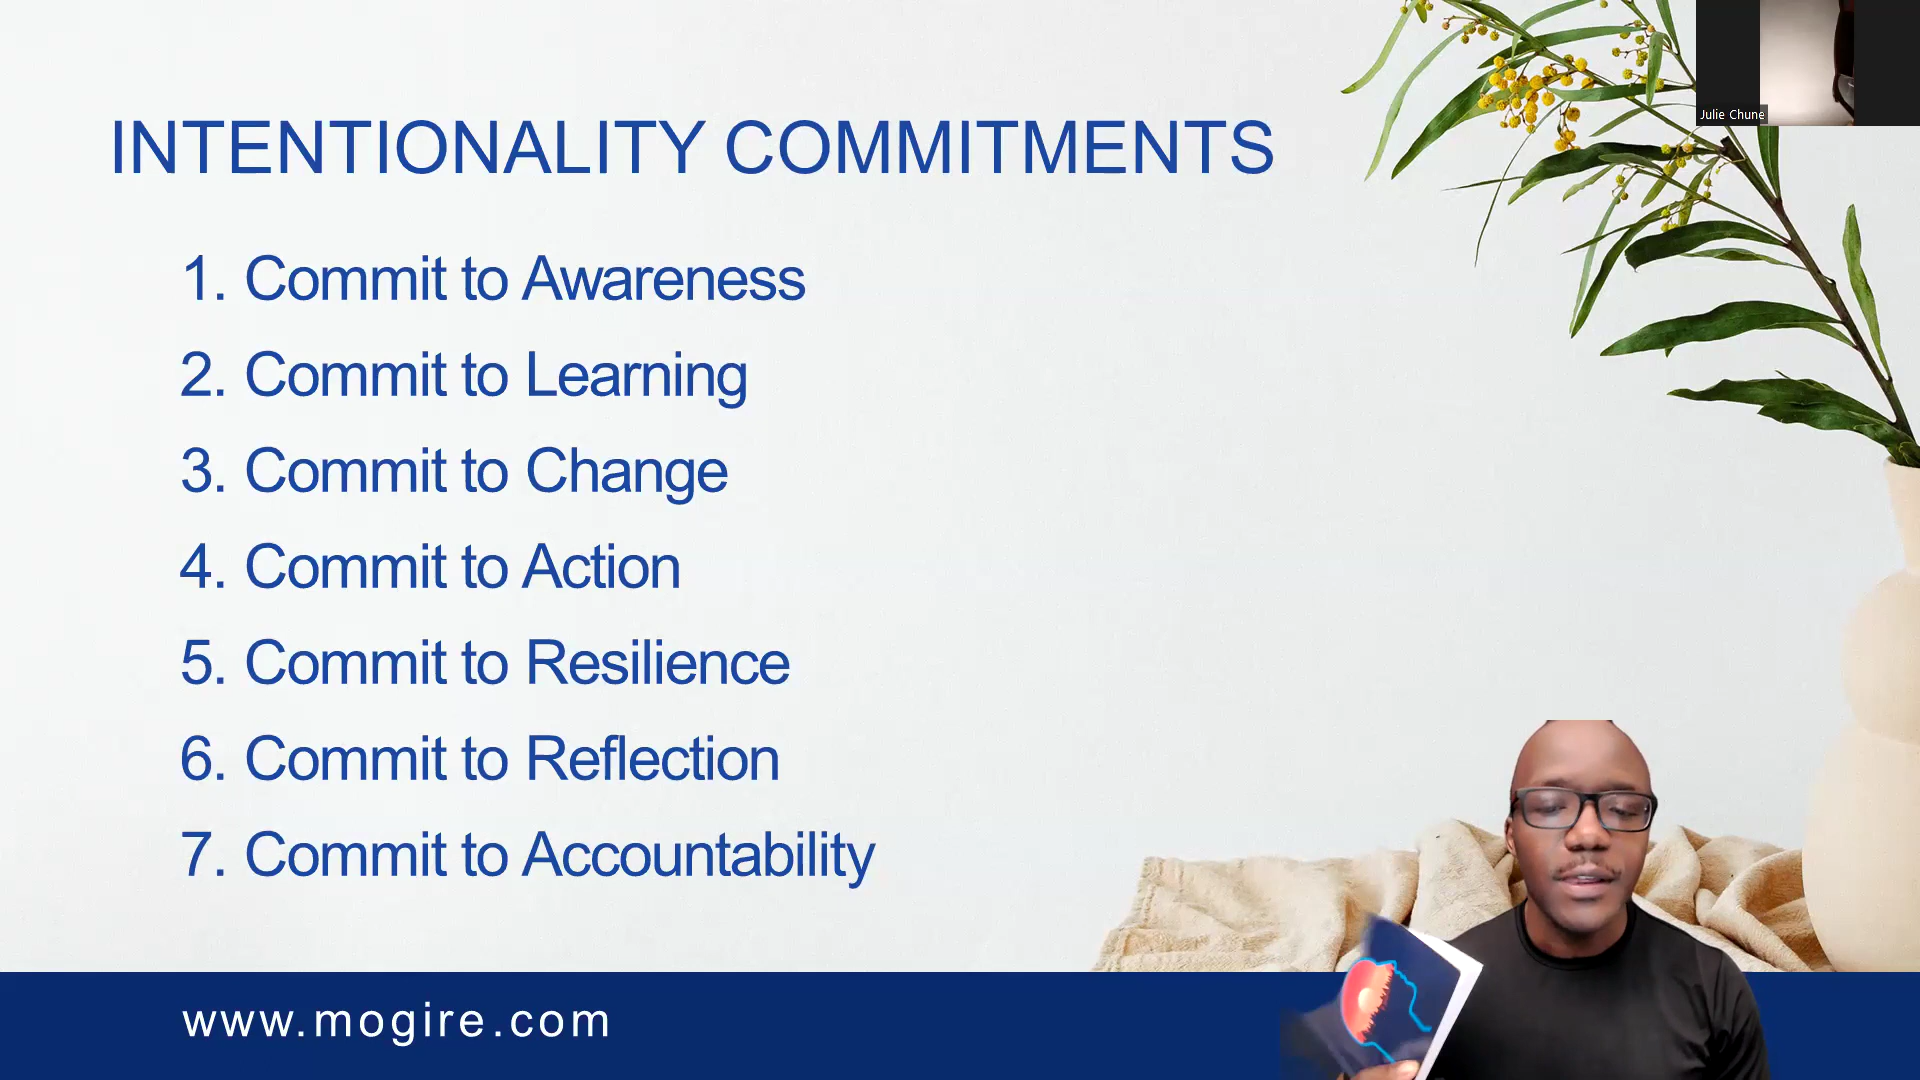 INTENTIONALITY COMMITMENTS
1. Commit to Awareness
2. Commit to Learning
3. Commit to Change
4. Commit to Action
5. Commit to Resilience
6. Commit to Reflection
7. Commit to Accountability
www.mogire.com
Julie Chune